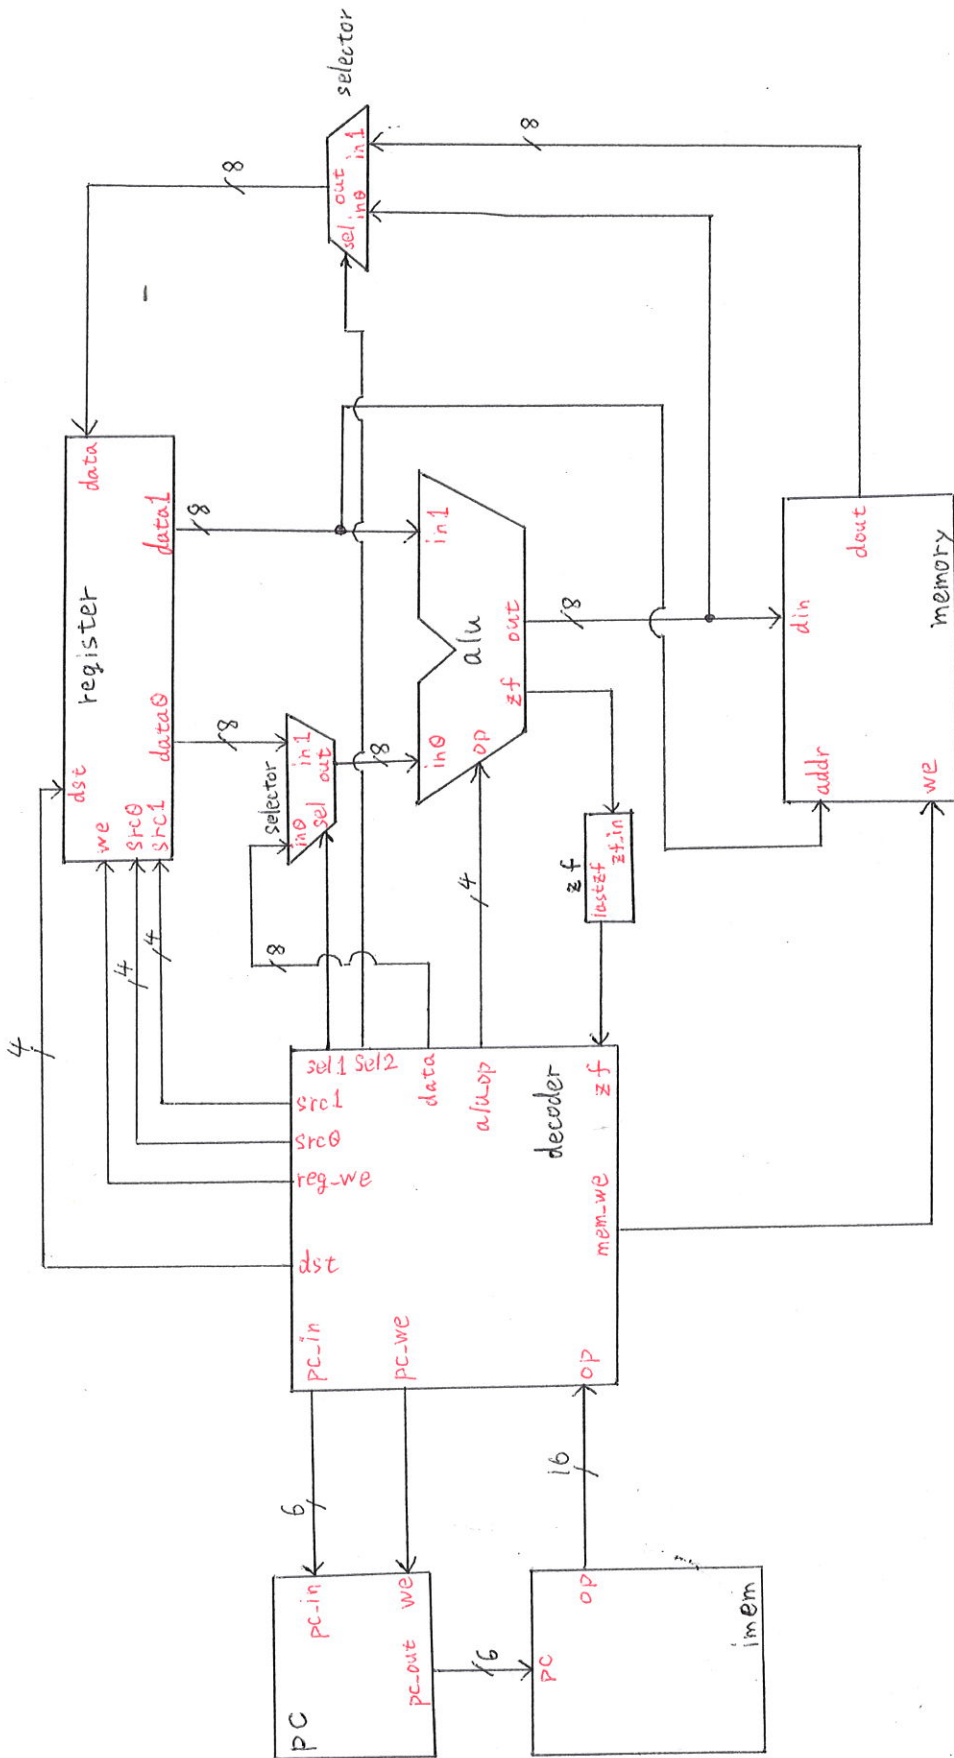 pc
pc_in
we
pc_out
6
6
pc
op
imem
16
pc_in
pc_we
op
dst
reg_we
src0
src1
sel1
sel2
data
alu_op
zf
mem_we
decoder
4
4
4
8
4
we
src0
src1
dst
register
data
data0
data1
8
8
selector
in0
in1
sel
out
8
in0
in1
op
alu
zf
out
8
zf
lastzf
zf_in
addr
we
din
dout
memory
8
8
selector
sel
out
in0
in1